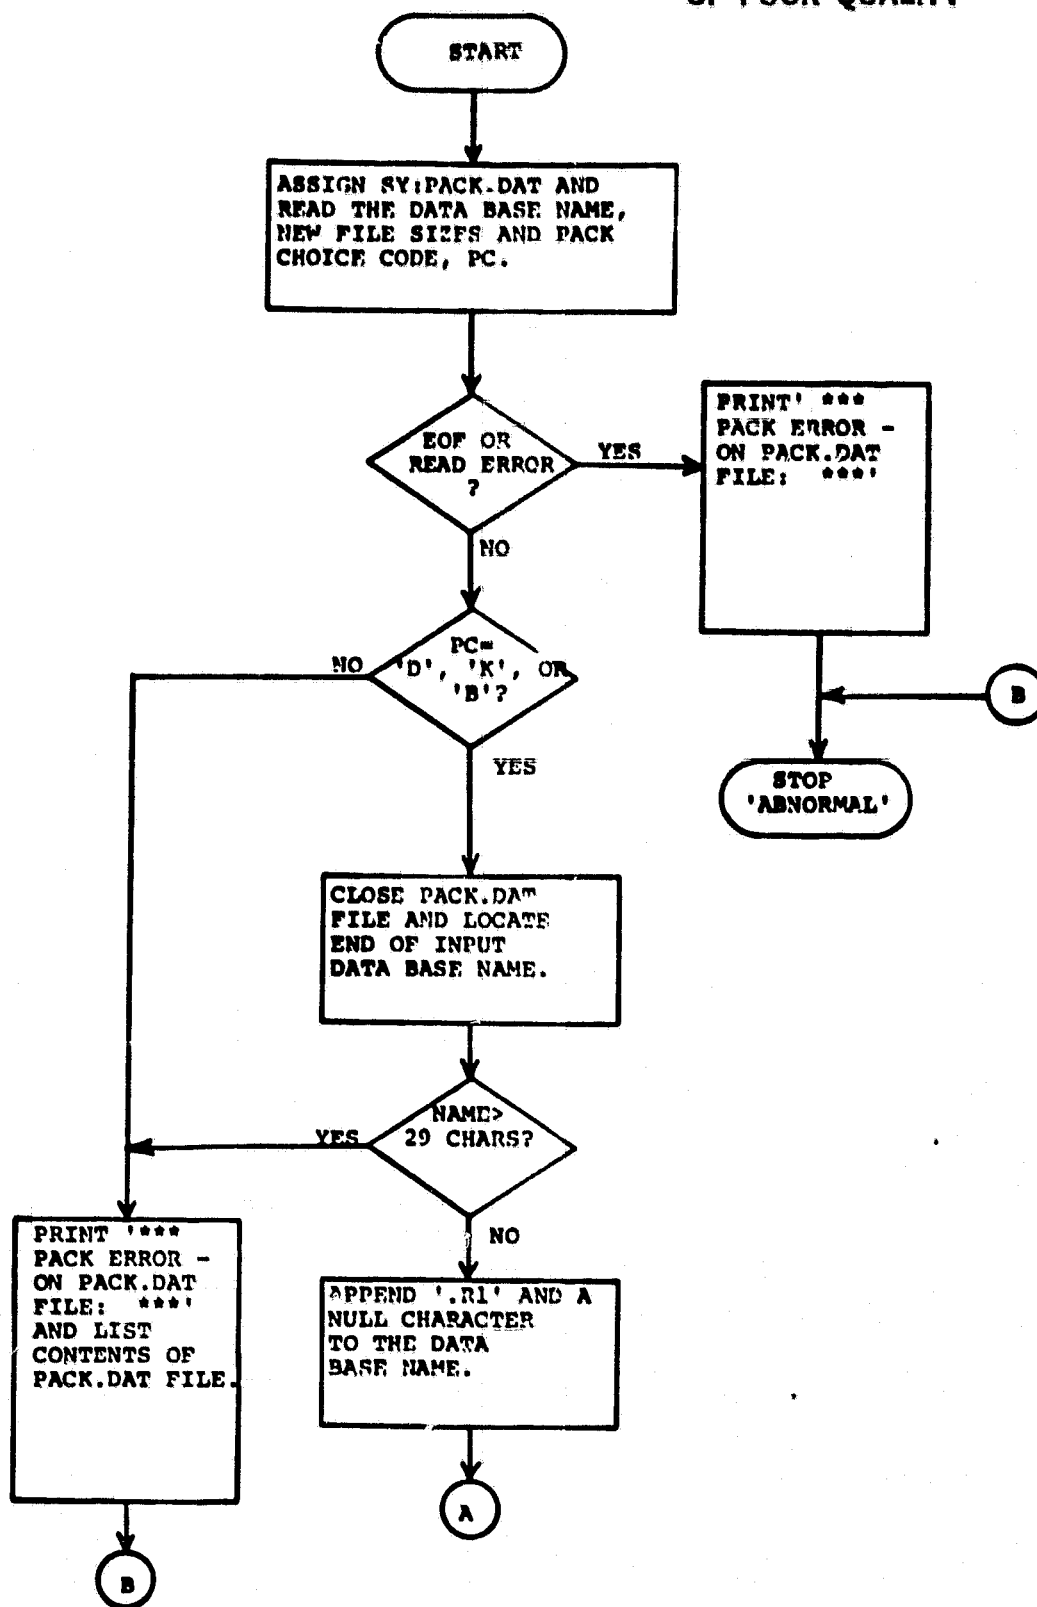 START
ASSIGN SY:PACK.DAT AND
READ THE DATA BASE NAME,
NEW FILE SIZES AND PACK
CHOICE CODE, PC.
EOF OR
READ ERROR
?
YES
PRINT' ***
PACK ERROR -
ON PACK.DAT
FILE: ***'
NO
PC=
'D', 'K', OR
'B'?
NO
YES
B
STOP
'ABNORMAL'
CLOSE PACK.DAT
FILE AND LOCATE
END OF INPUT
DATA BASE NAME.
NAME>
29 CHARS?
YES
NO
PRINT '***
PACK ERROR -
ON PACK.DAT
FILE: ***'
AND LIST
CONTENTS OF
PACK.DAT FILE.
APPEND '.R1' AND A
NULL CHARACTER
TO THE DATA
BASE NAME.
A
B